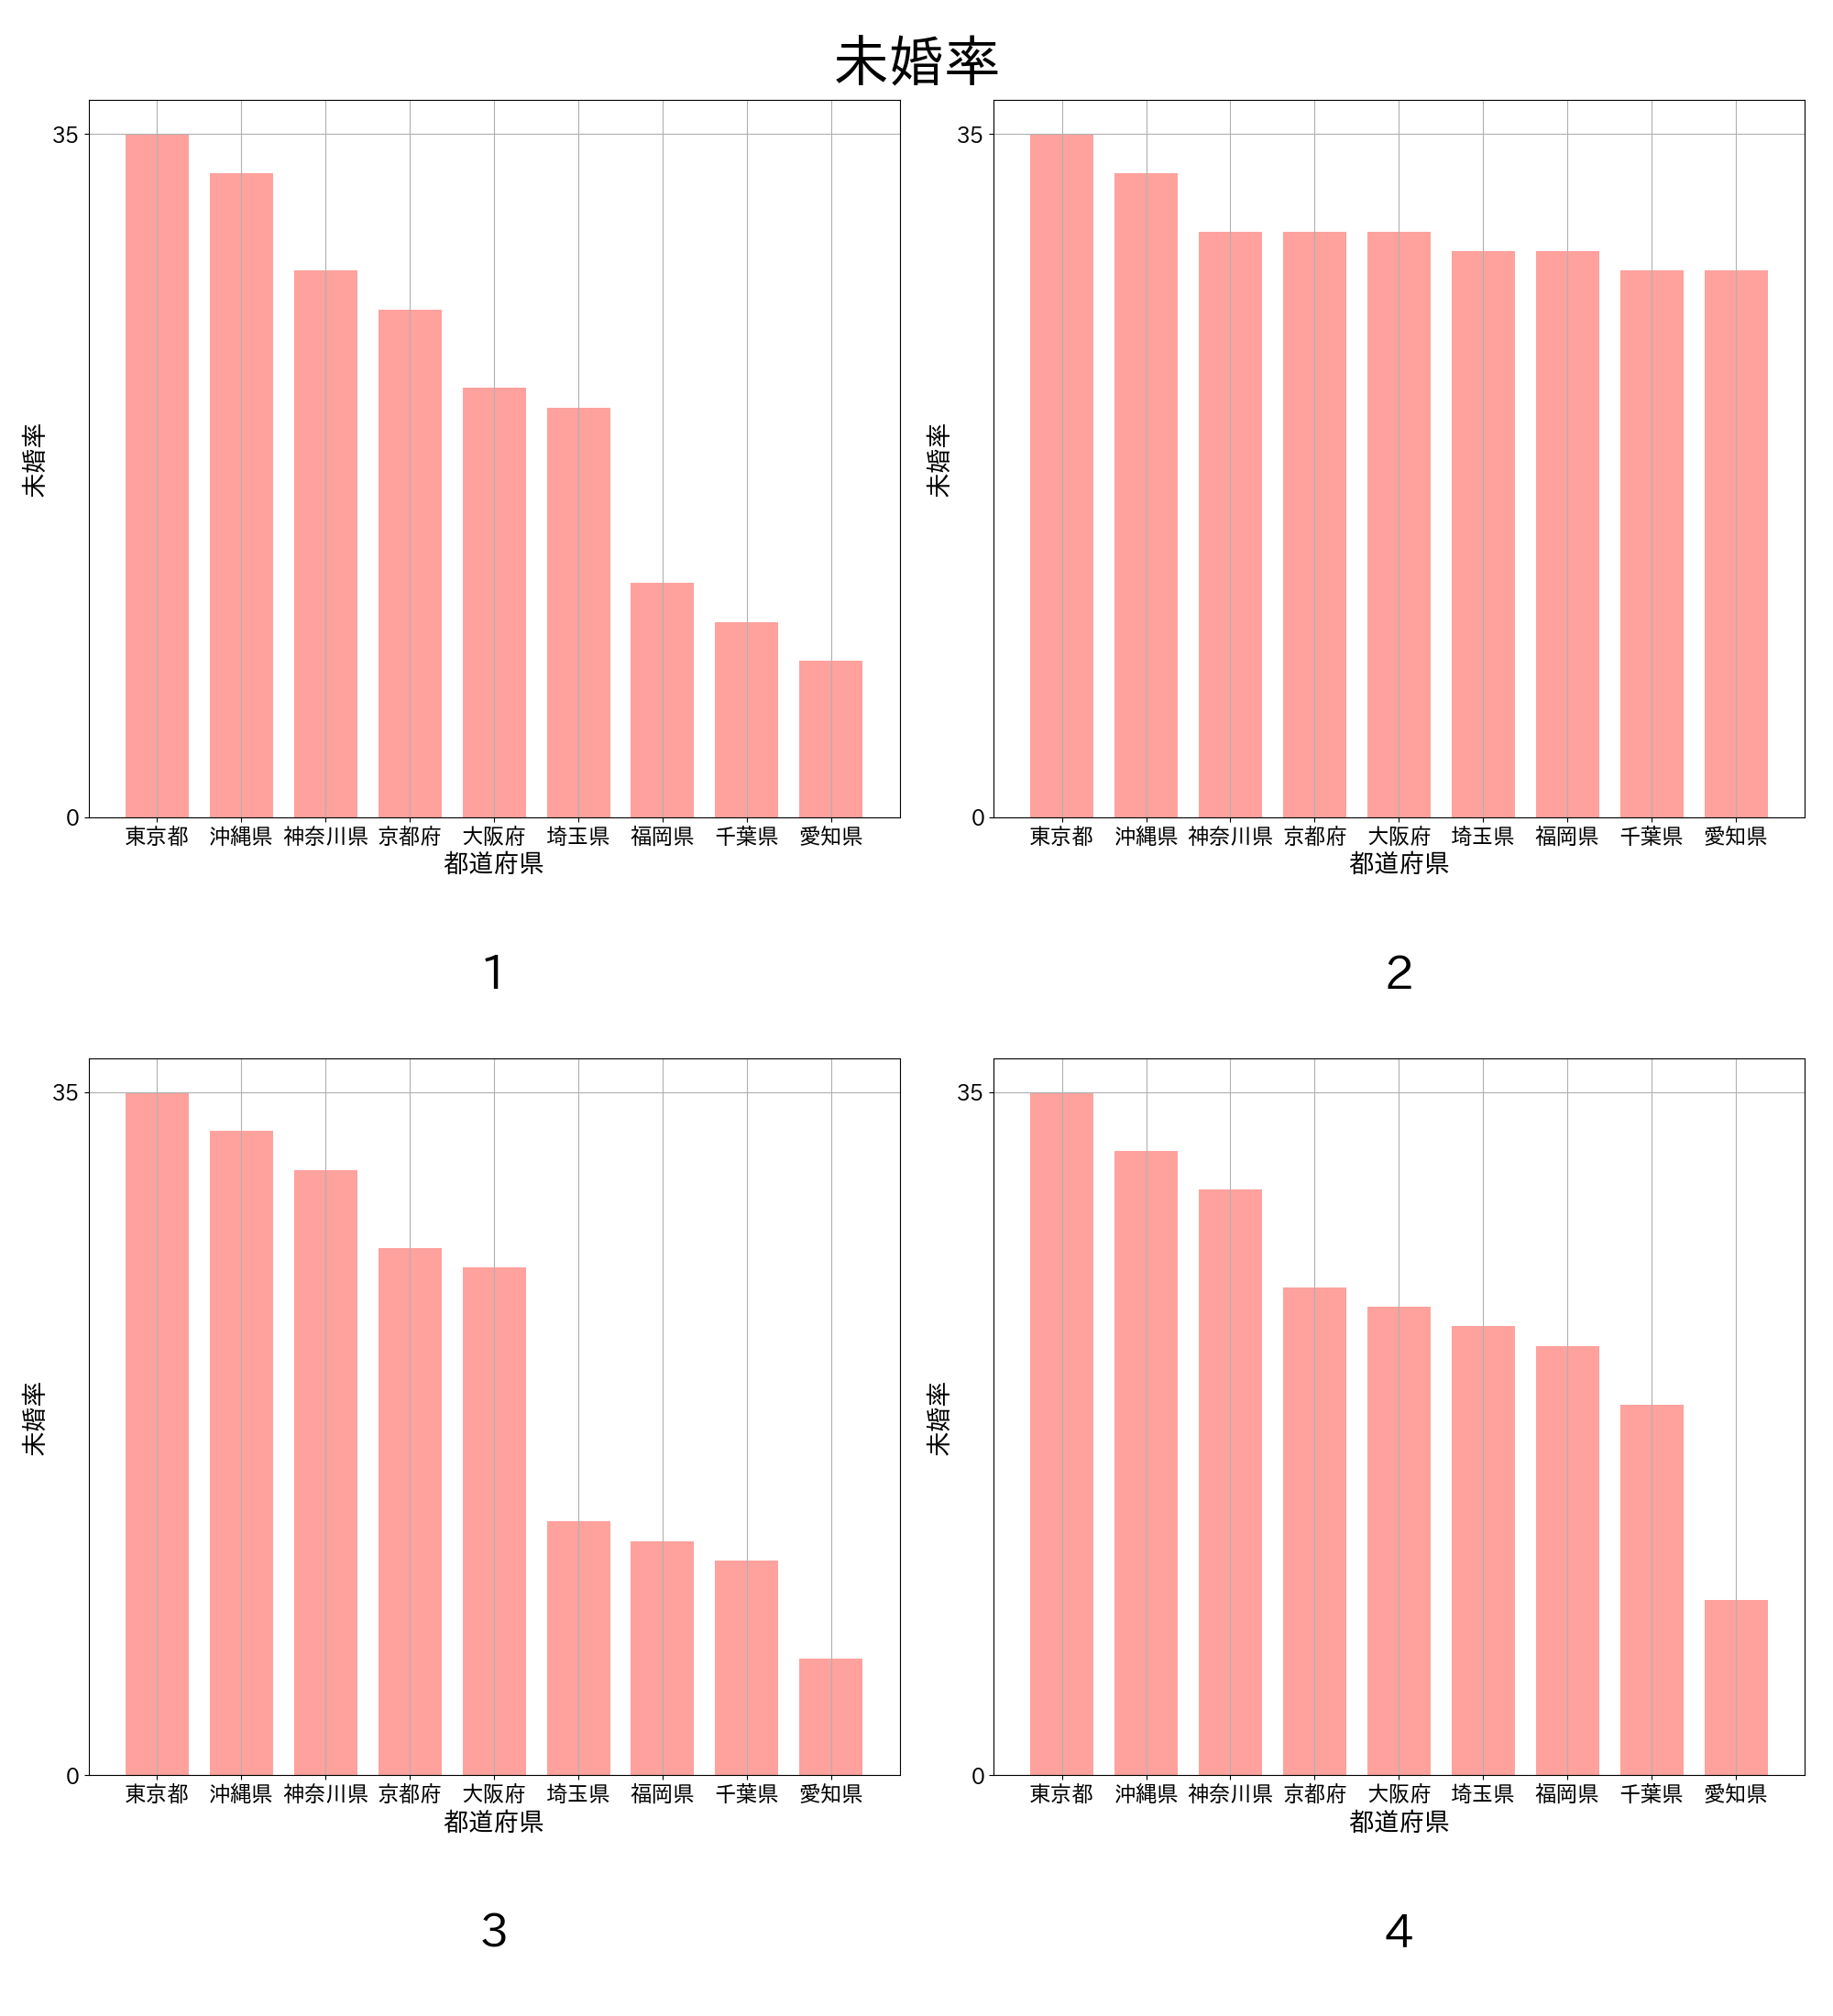 未婚率
35
未婚率
0
東京都 沖縄県 神奈川県 京都府 大阪府 埼玉県 福岡県 千葉県 愛知県
都道府県
1
35
未婚率
0
東京都 沖縄県 神奈川県 京都府 大阪府 埼玉県 福岡県 千葉県 愛知県
都道府県
2
35
未婚率
0
東京都 沖縄県 神奈川県 京都府 大阪府 埼玉県 福岡県 千葉県 愛知県
都道府県
3
35
未婚率
0
東京都 沖縄県 神奈川県 京都府 大阪府 埼玉県 福岡県 千葉県 愛知県
都道府県
4